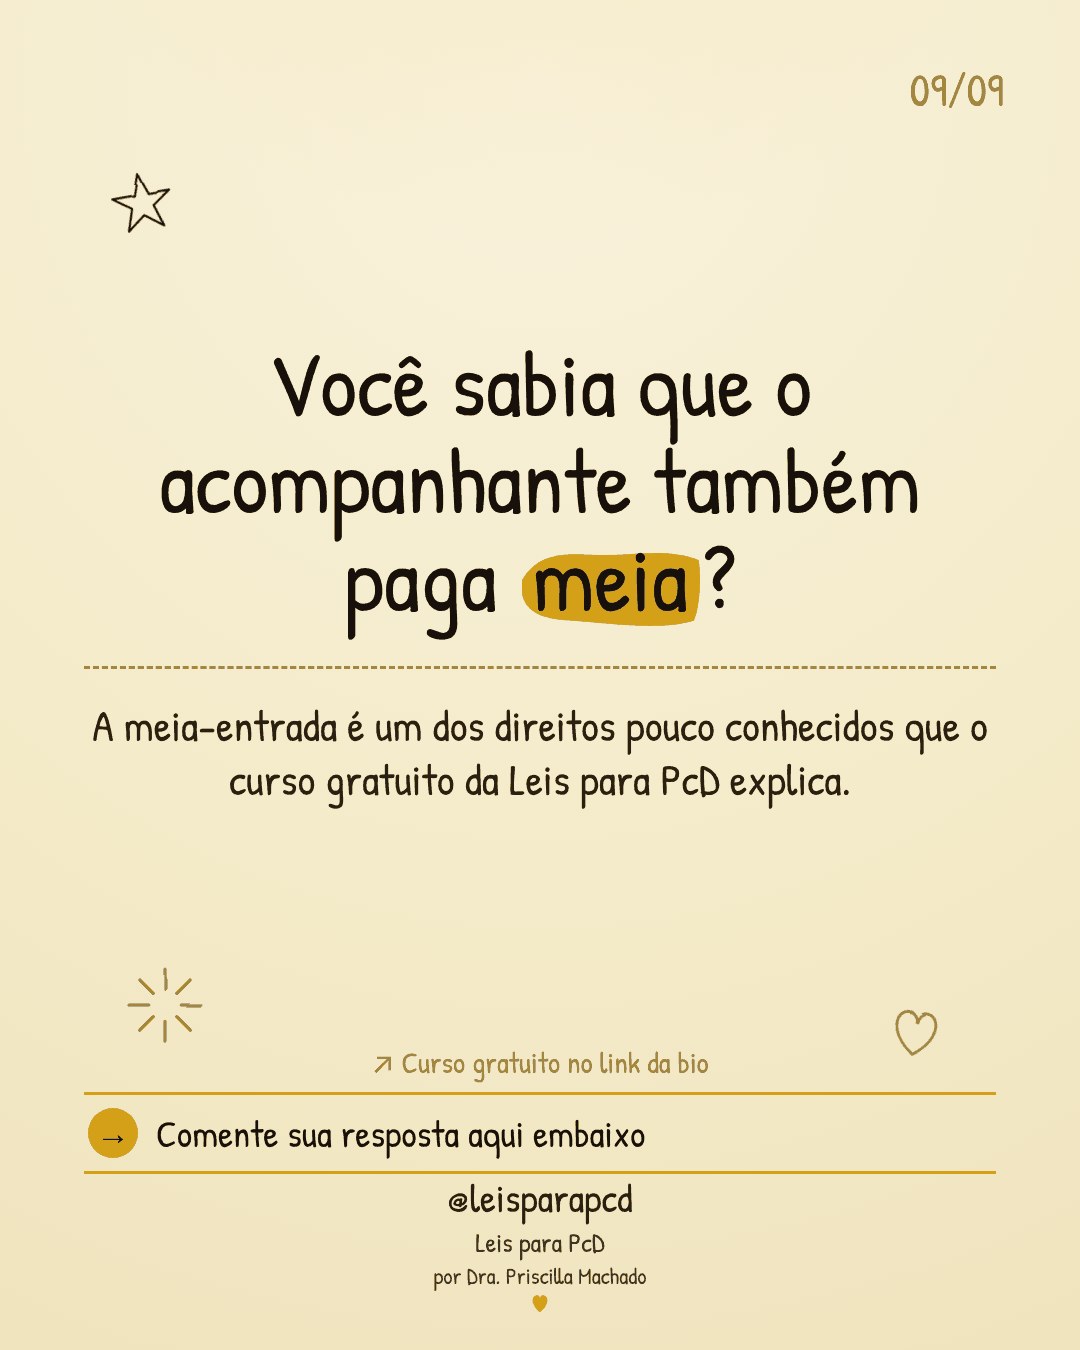 09/09
Você sabia que o
acompanhante também
paga meia?
A meia-entrada é um dos direitos pouco conhecidos que o
curso gratuito da Leis para PcD explica.
↗ Curso gratuito no link da bio
→ Comente sua resposta aqui embaixo
@leisparapcd
Leis para PcD
por Dra. Priscilla Machado